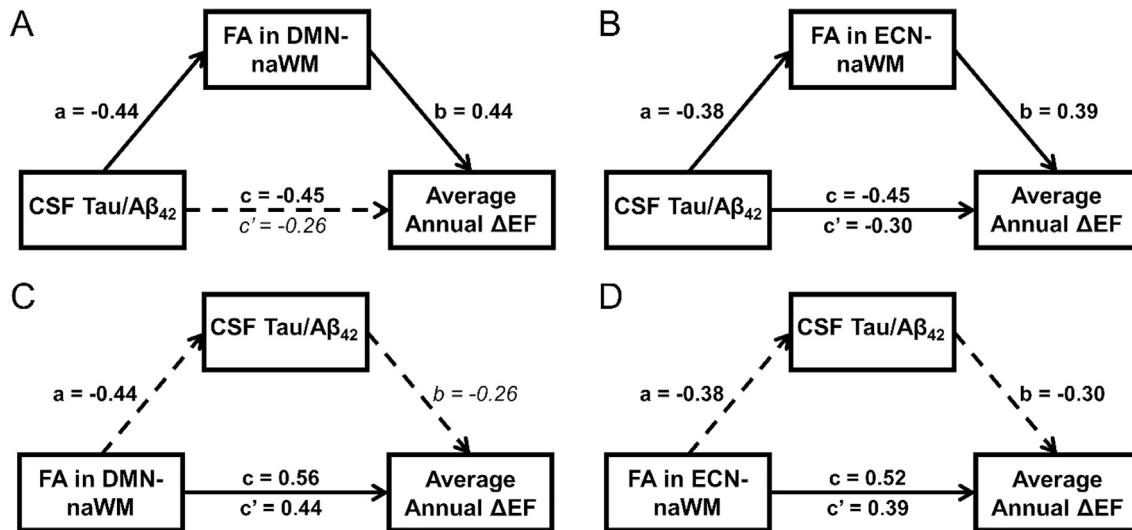 A
FA in DMN-
naWM
a = -0.44
b = 0.44
CSF Tau/Aβ₄₂
c = -0.45
c' = -0.26
Average
Annual ΔEF
B
FA in ECN-
naWM
a = -0.38
b = 0.39
CSF Tau/Aβ₄₂
c = -0.45
c' = -0.30
Average
Annual ΔEF
C
CSF Tau/Aβ₄₂
a = -0.44
b = -0.26
FA in DMN-
naWM
c = 0.56
c' = 0.44
Average
Annual ΔEF
D
CSF Tau/Aβ₄₂
a = -0.38
b = -0.30
FA in ECN-
naWM
c = 0.52
c' = 0.39
Average
Annual ΔEF